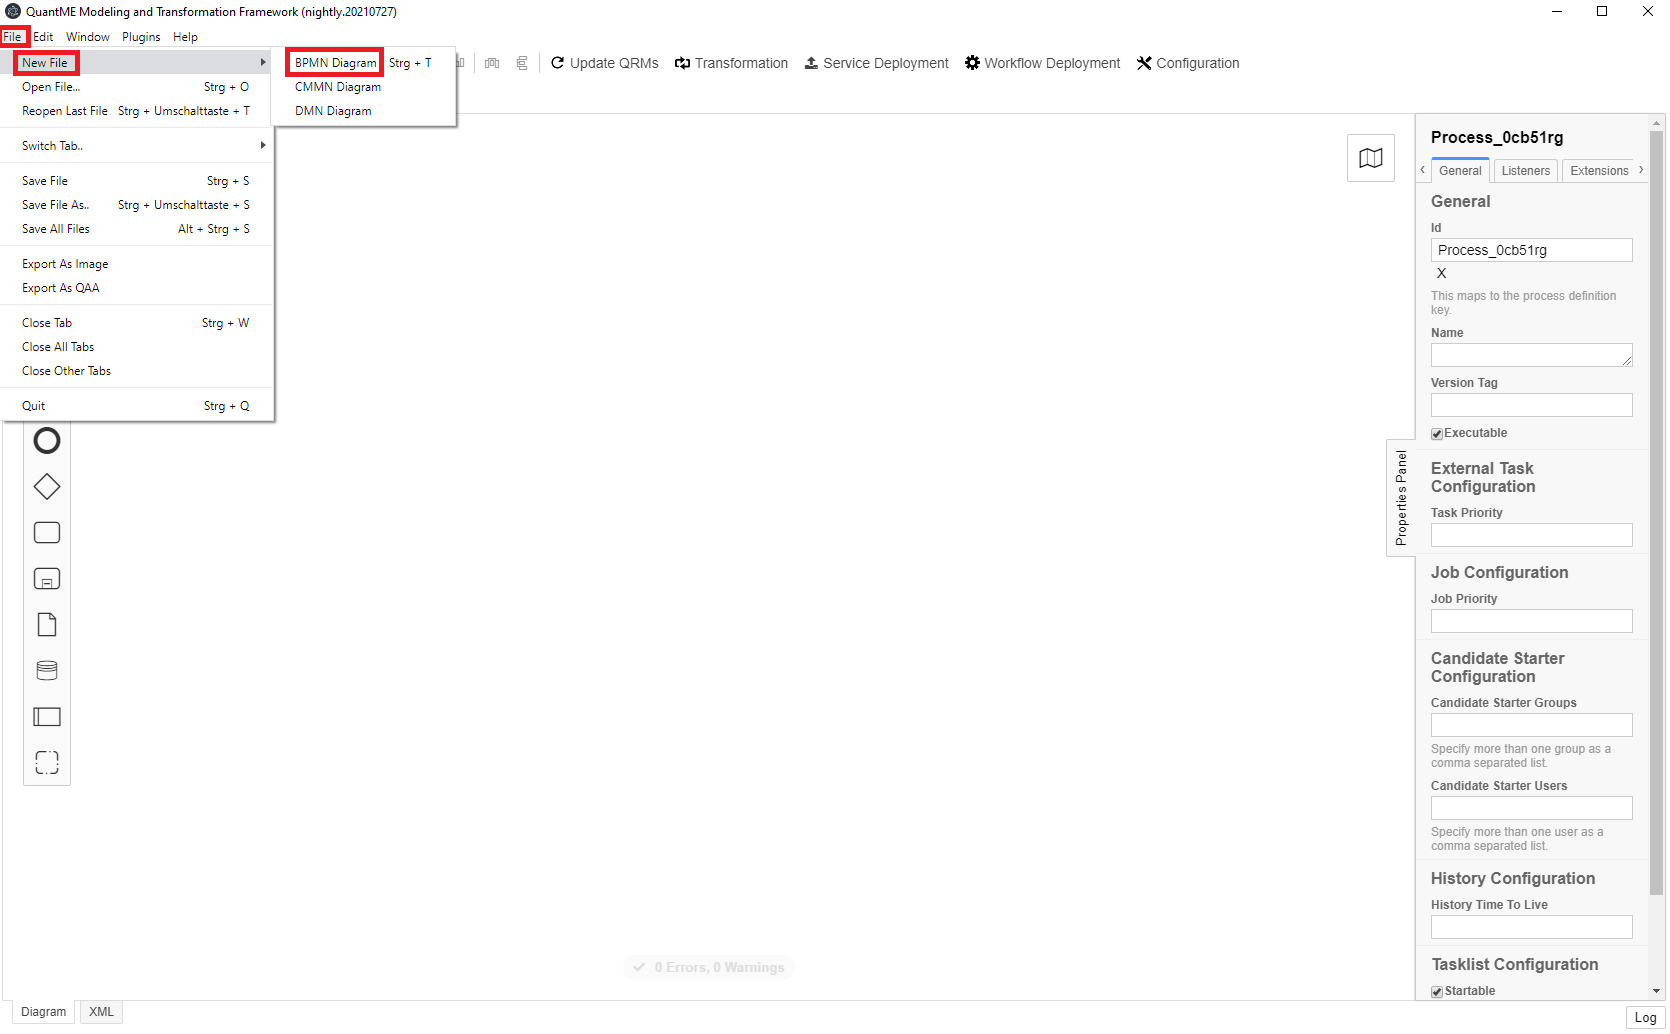 QuantME Modeling and Transformation Framework (nightly.20210727)
File Edit Window Plugins Help
New File
BPMN Diagram Strg + T
CMMN Diagram
DMN Diagram
Update QRMs Transformation Service Deployment Workflow Deployment Configuration
Open File... Strg + O
Reopen Last File Strg + Umschalttaste + T
Switch Tab..
Save File Strg + S
Save File As.. Strg + Umschalttaste + S
Save All Files Alt + Strg + S
Export As Image
Export As QAA
Close Tab Strg + W
Close All Tabs
Close Other Tabs
Quit Strg + Q
Process_0cb51rg
General Listeners Extensions
General
Id
Process_0cb51rg
X
This maps to the process definition
key.
Name
Version Tag
Executable
Properties Panel
External Task
Configuration
Task Priority
Job Configuration
Job Priority
Candidate Starter
Configuration
Candidate Starter Groups
Specify more than one group as a
comma separated list.
Candidate Starter Users
Specify more than one user as a
comma separated list.
History Configuration
History Time To Live
Tasklist Configuration
Startable
0 Errors, 0 Warnings
Diagram XML
Log